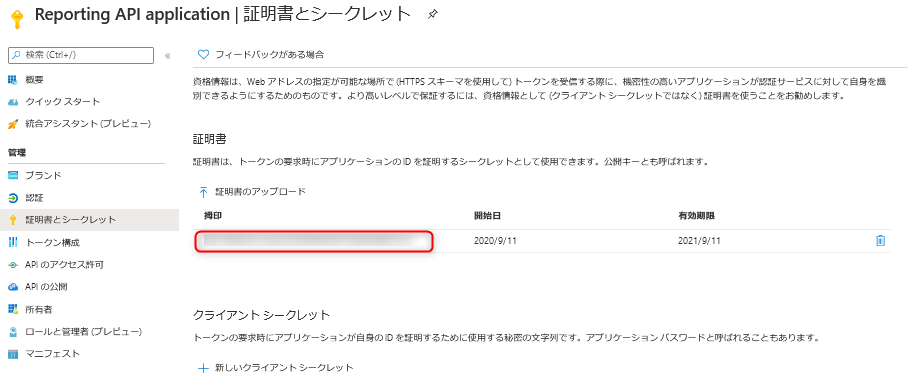 Reporting API application | 証明書とシークレット
検索 (Ctrl+/)
«
概要
クイック スタート
統合アシスタント (プレビュー)
管理
ブランド
認証
証明書とシークレット
トークン構成
API のアクセス許可
API の公開
所有者
ロールと管理者 (プレビュー)
マニフェスト
フィードバックがある場合
資格情報は、Web アドレスの指定が可能な場所で (HTTPS スキーマを使用して) トークンを受信する際に、機密性の高いアプリケーションが認証サービスに対して自身を識
別できるようにするためのものです。より高いレベルで保証するには、資格情報として (クライアント シークレットではなく) 証明書を使うことをお勧めします。
証明書
証明書は、トークンの要求時にアプリケーションの ID を証明するシークレットとして使用できます。公開キーとも呼ばれます。
証明書のアップロード
拇印 開始日 有効期限
2020/9/11 2021/9/11
クライアント シークレット
トークンの要求時にアプリケーションが自身の ID を証明するために使用する秘密の文字列です。アプリケーション パスワードと呼ばれることもあります。
新しいクライアント シークレット